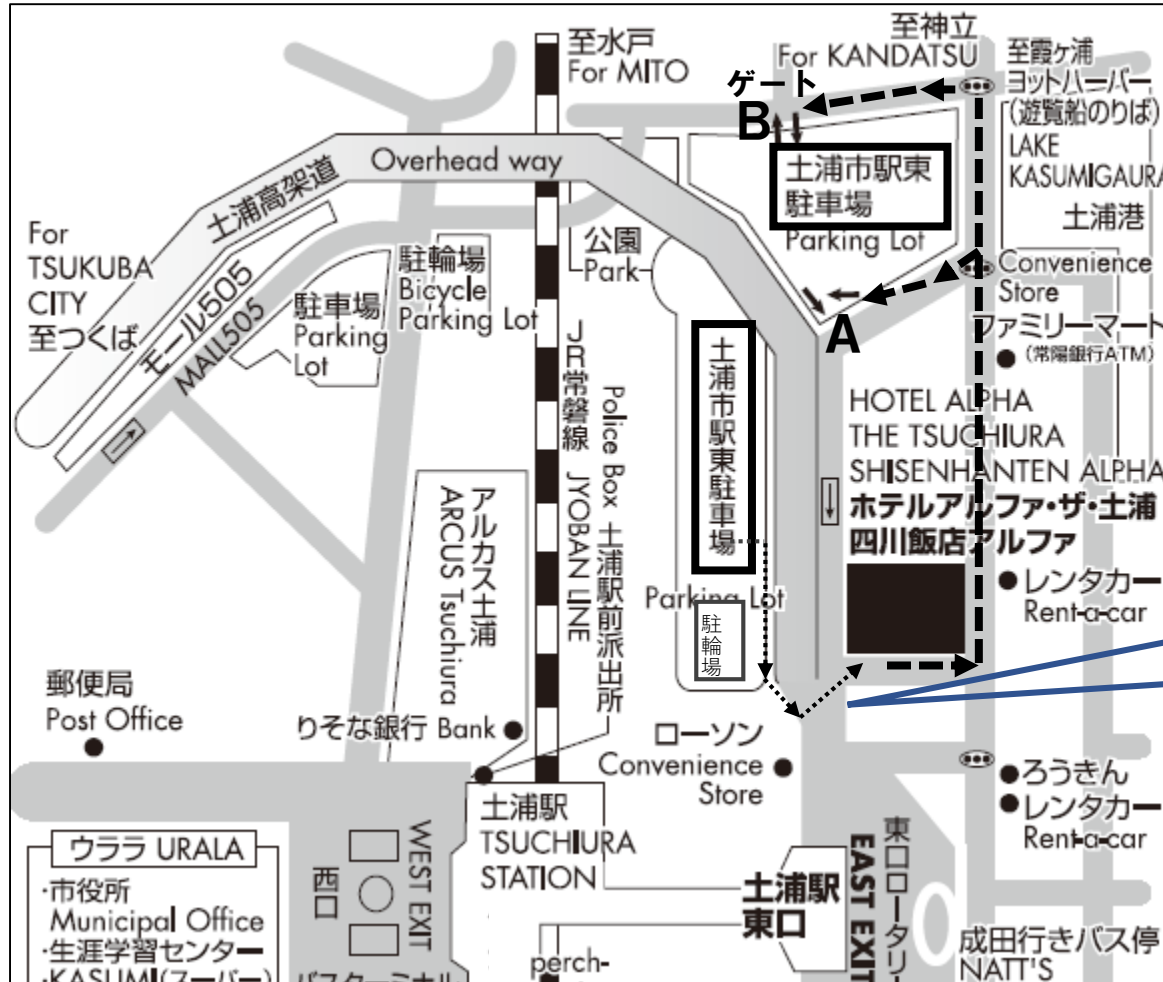 至水戸
For MITO
至神立
For KANDATSU
至霞ヶ浦
ヨットハーバー
(遊覧船のりば)
LAKE
KASUMIGAURA
土浦港
ゲート
B
土浦市駅東
駐車場
Parking Lot
Overhead way
土浦高架道
For
TSUKUBA
CITY
至つくば
モール505
MALL505
駐車場
Parking
Lot
駐輪場
Bicycle
Parking Lot
公園
Park
A
Convenience
Store
ファミリーマート
(常陽銀行ATM)
JR常磐線 JYOBAN LINE
Police Box 土浦駅前派出所
土浦市駅東駐車場
Parking Lot
駐輪場
HOTEL ALPHA
THE TSUCHIURA
SHISENHANTEN ALPHA
ホテルアルファ・ザ・土浦
四川飯店アルファ
レンタカー
Rent-a-car
アルカス土浦
ARCUS Tsuchiura
郵便局
Post Office
りそな銀行 Bank
ローソン
Convenience
Store
ろうきん
レンタカー
Rent-a-car
土浦駅
TSUCHIURA
STATION
ウララ URALA
・市役所
Municipal Office
・生涯学習センター
・KASUMI(スーパー)
西口
WEST EXIT
バスターミナル
perch-
土浦駅
東口
東口ロータリー
EAST EXIT
成田行きバス停
NATT'S